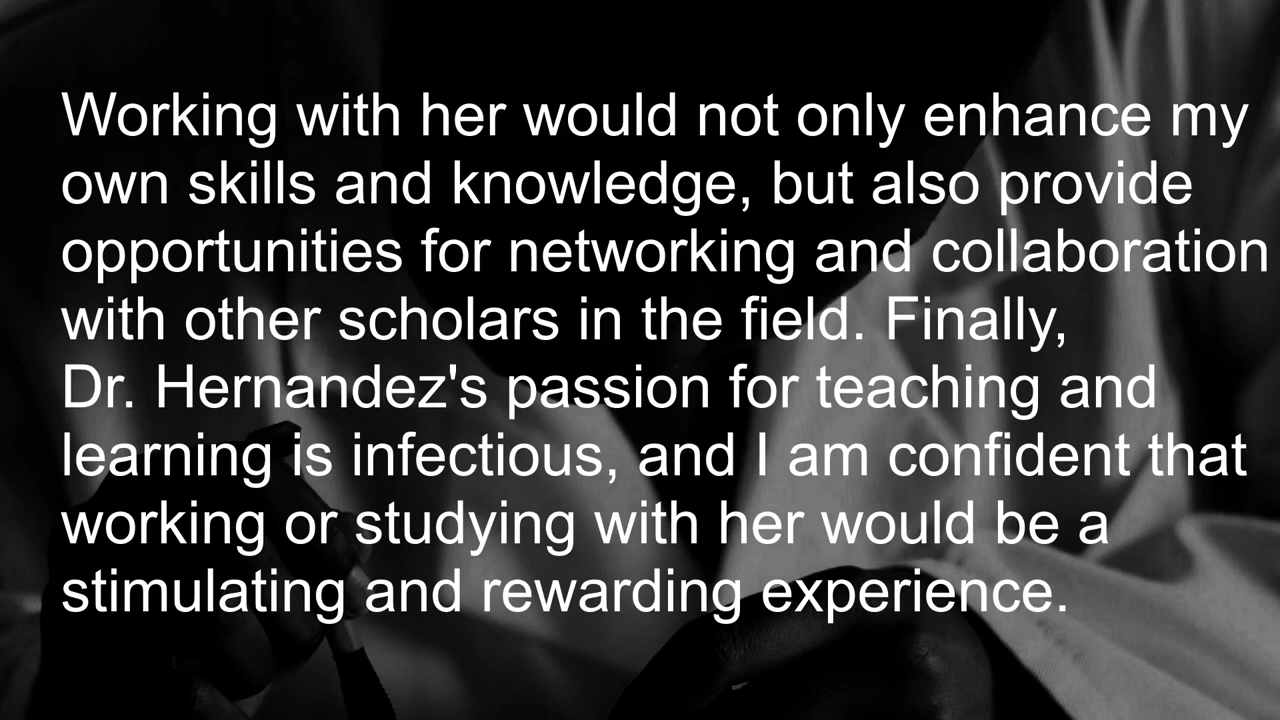 Working with her would not only enhance my
own skills and knowledge, but also provide
opportunities for networking and collaboration
with other scholars in the field. Finally,
Dr. Hernandez's passion for teaching and
learning is infectious, and I am confident that
working or studying with her would be a
stimulating and rewarding experience.